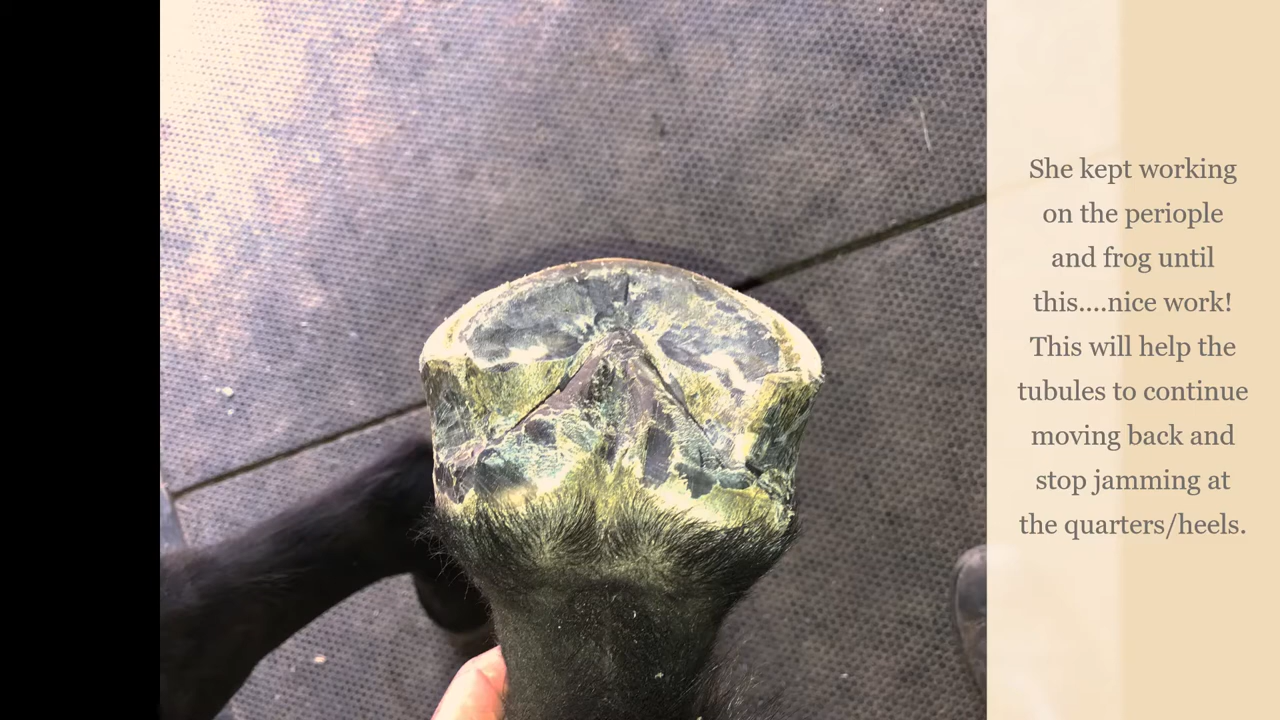 She kept working
on the periople
and frog until
this....nice work!
This will help the
tubules to continue
moving back and
stop jamming at
the quarters/heels.